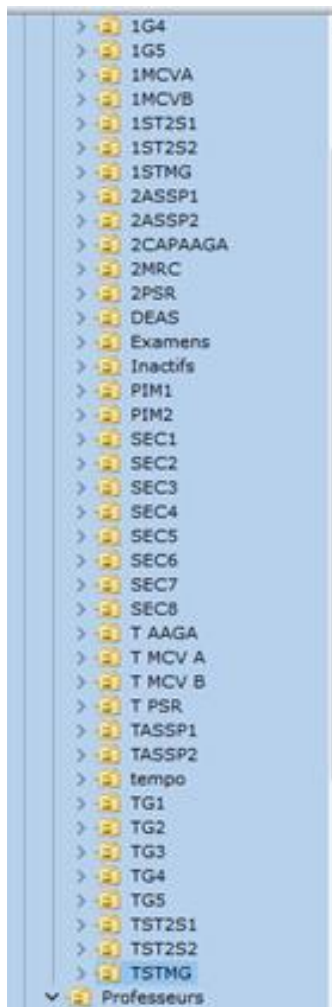 1G4
1G5
1MCVA
1MCVB
1ST2S1
1ST2S2
1STMG
2ASSP1
2ASSP2
2CAPAAGA
2MRC
2PSR
DEAS
Examens
Inactifs
PIM1
PIM2
SEC1
SEC2
SEC3
SEC4
SEC5
SEC6
SEC7
SEC8
T AAGA
T MCV A
T MCV B
T PSR
TASSP1
TASSP2
tempo
TG1
TG2
TG3
TG4
TG5
TST2S1
TST2S2
TSTMG
Professeurs